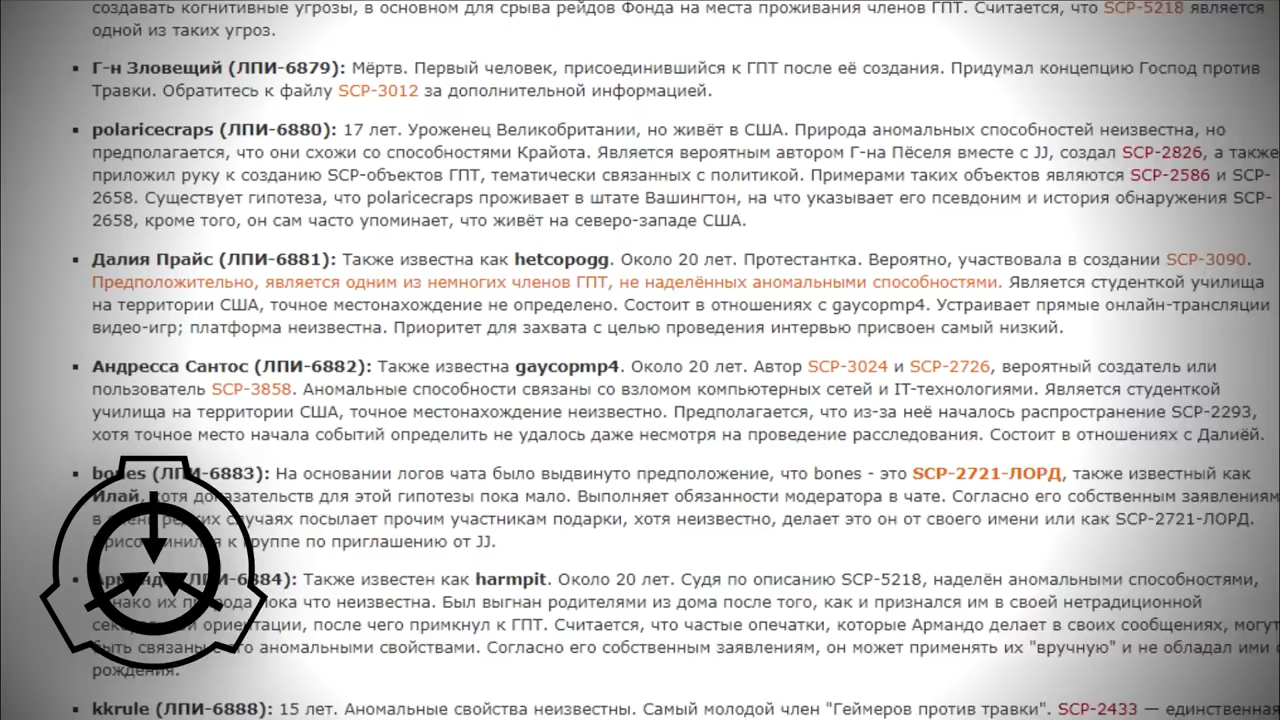 создавать когнитивные угрозы, в основном для срыва рейдов Фонда на места проживания членов ГПТ. Считается, что SCP-5218 является
одной из таких угроз.
▪ Г-н Зловещий (ЛПИ-6879): Мёртв. Первый человек, присоединившийся к ГПТ после её создания. Придумал концепцию Господ против
Травки. Обратитесь к файлу SCP-3012 за дополнительной информацией.
▪ polaricecraps (ЛПИ-6880): 17 лет. Уроженец Великобритании, но живёт в США. Природа аномальных способностей неизвестна, но
предполагается, что они схожи со способностями Крайота. Является вероятным автором Г-на Пёселя вместе с JJ, создал SCP-2826, а также
приложил руку к созданию SCP-объектов ГПТ, тематически связанных с политикой. Примерами таких объектов являются SCP-2586 и SCP-
2658. Существует гипотеза, что polaricecraps проживает в штате Вашингтон, на что указывает его псевдоним и история обнаружения SCP-
2658, кроме того, он сам часто упоминает, что живёт на северо-западе США.
▪ Далия Прайс (ЛПИ-6881): Также известна как hetcopogg. Около 20 лет. Протестантка. Вероятно, участвовала в создании SCP-3090.
Предположительно, является одним из немногих членов ГПТ, не наделённых аномальными способностями. Является студенткой училища
на территории США, точное местонахождение не определено. Состоит в отношениях с gaycopmp4. Устраивает прямые онлайн-трансляции
видео-игр; платформа неизвестна. Приоритет для захвата с целью проведения интервью присвоен самый низкий.
▪ Андресса Сантос (ЛПИ-6882): Также известна gaycopmp4. Около 20 лет. Автор SCP-3024 и SCP-2726, вероятный создатель или
пользователь SCP-3858. Аномальные способности связаны со взломом компьютерных сетей и IT-технологиями. Является студенткой
училища на территории США, точное местонахождение неизвестно. Предполагается, что из-за неё началось распространение SCP-2293,
хотя точное место начала событий определить не удалось даже несмотря на проведение расследования. Состоит в отношениях с Далиёй.
▪ bones (ЛПИ-6883): На основании логов чата было выдвинуто предположение, что bones - это SCP-2721-ЛОРД, также известный как
Илай, хотя доказательств для этой гипотезы пока мало. Выполняет обязанности модератора в чате. Согласно его собственным заявлениям
в очень редких случаях посылает прочим участникам подарки, хотя неизвестно, делает это он от своего имени или как SCP-2721-ЛОРД.
Присоединился к группе по приглашению от JJ.
▪ Армандо (ЛПИ-6884): Также известен как harmpit. Около 20 лет. Судя по описанию SCP-5218, наделён аномальными способностями,
однако их природа пока что неизвестна. Был выгнан родителями из дома после того, как и признался им в своей нетрадиционной
сексуальной ориентации, после чего примкнул к ГПТ. Считается, что частые опечатки, которые Армандо делает в своих сообщениях, могут
быть связаны с его аномальными свойствами. Согласно его собственным заявлениям, он может применять их "вручную" и не обладал ими с
рождения.
▪ kkrule (ЛПИ-6888): 15 лет. Аномальные свойства неизвестны. Самый молодой член "Геймеров против травки". SCP-2433 — единственная